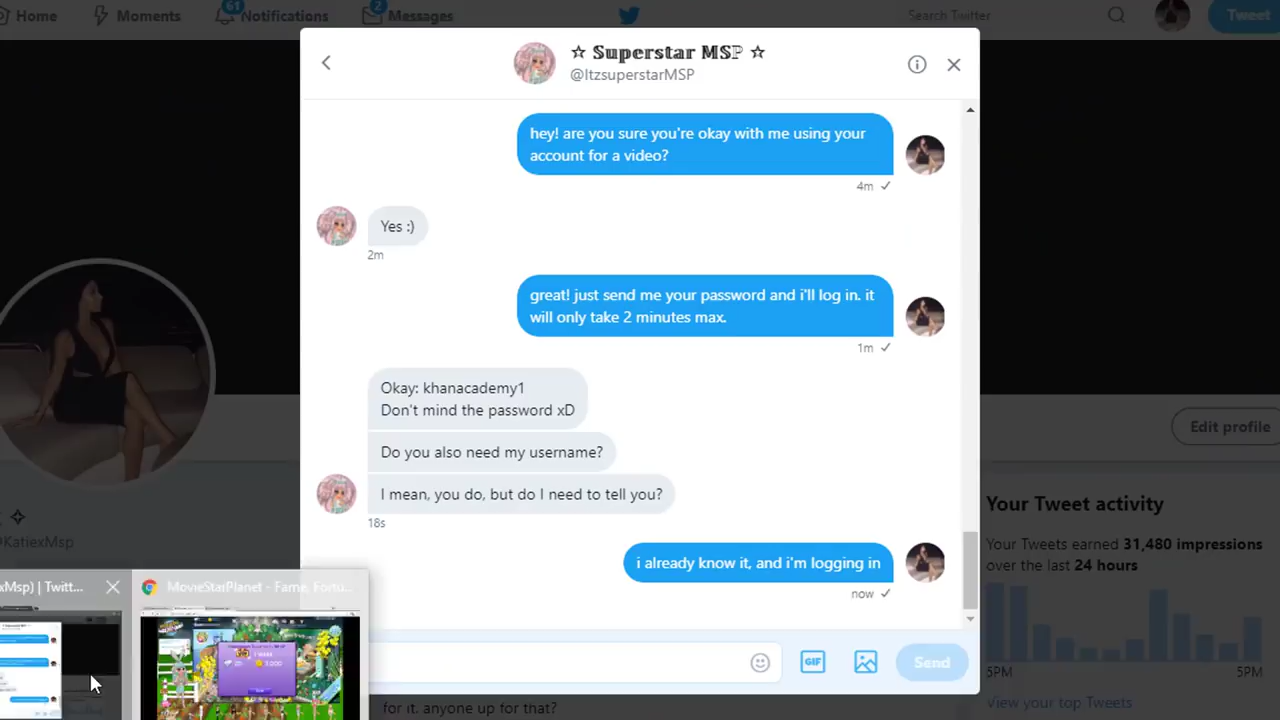 Home
Moments
61
Notifications
2
Messages
Search Twitter
Tweet
☆ Superstar MSP ☆
@ItzsuperstarMSP
hey! are you sure you're okay with me using your
account for a video?
4m ✓
Yes :)
2m
great! just send me your password and i'll log in. it
will only take 2 minutes max.
1m ✓
Okay: khanacademy1
Don't mind the password xD
Do you also need my username?
I mean, you do, but do I need to tell you?
18s
i already know it, and i'm logging in
now ✓
GIF
Send
Edit profile
KatiexMsp
Your Tweet activity
Your Tweets earned 31,480 impressions
over the last 24 hours
5PM
5PM
View your top Tweets
xMsp) | Twitt...
MovieStarPlanet - Fame, Fortu...
for it. anyone up for that?